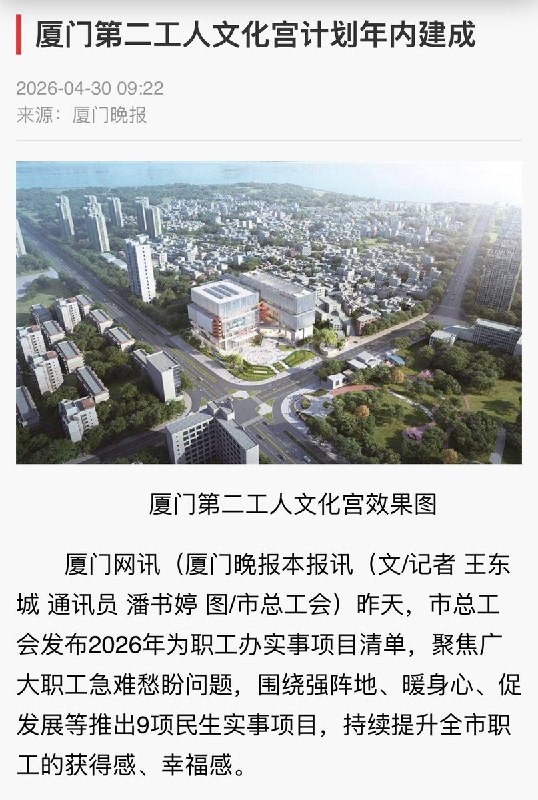 厦门第二工人文化宫计划年内建成
2026-04-30 09:22
来源：厦门晚报
厦门第二工人文化宫效果图
厦门网讯（厦门晚报本报讯（文/记者 王东
城 通讯员 潘书婷 图/市总工会）昨天，市总工
会发布2026年为职工办实事项目清单，聚焦广
大职工急难愁盼问题，围绕强阵地、暖身心、促
发展等推出9项民生实事项目，持续提升全市职
工的获得感、幸福感。